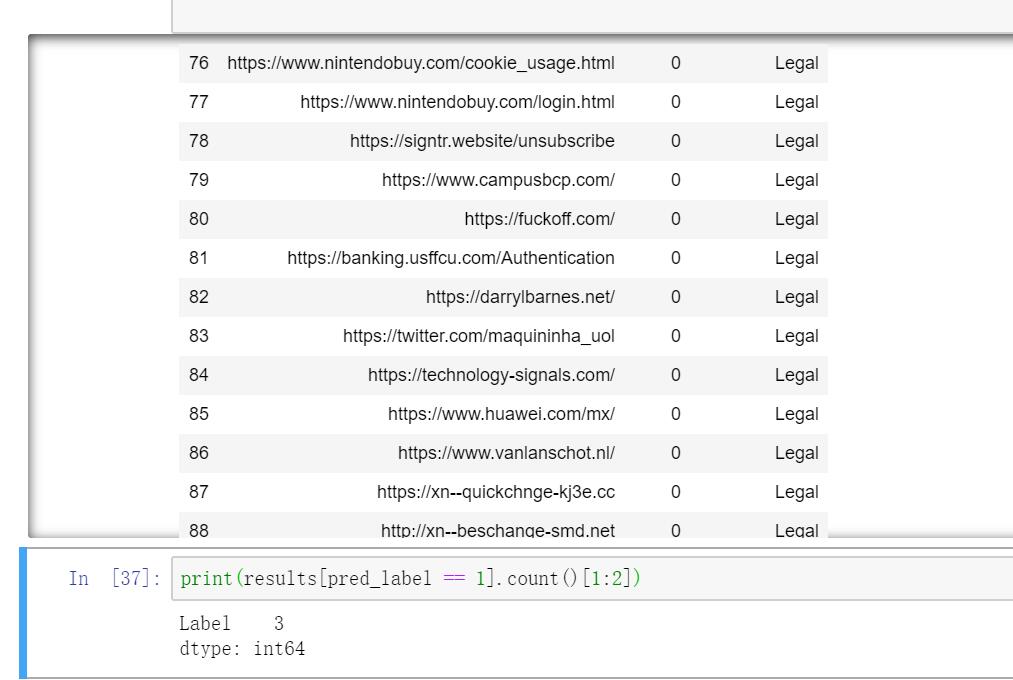 76 https://www.nintendobuy.com/cookie_usage.html 0 Legal
77 https://www.nintendobuy.com/login.html 0 Legal
78 https://signtr.website/unsubscribe 0 Legal
79 https://www.campusbcp.com/ 0 Legal
80 https://fuckoff.com/ 0 Legal
81 https://banking.usffcu.com/Authentication 0 Legal
82 https://darrylbarnes.net/ 0 Legal
83 https://twitter.com/maquininha_uol 0 Legal
84 https://technology-signals.com/ 0 Legal
85 https://www.huawei.com/mx/ 0 Legal
86 https://www.vanlanschot.nl/ 0 Legal
87 https://xn--quickchnge-kj3e.cc 0 Legal
88 http://xn--beschange-smd.net 0 Legal
In [37]: print(results[pred_label == 1].count()[1:2])
Label 3
dtype: int64